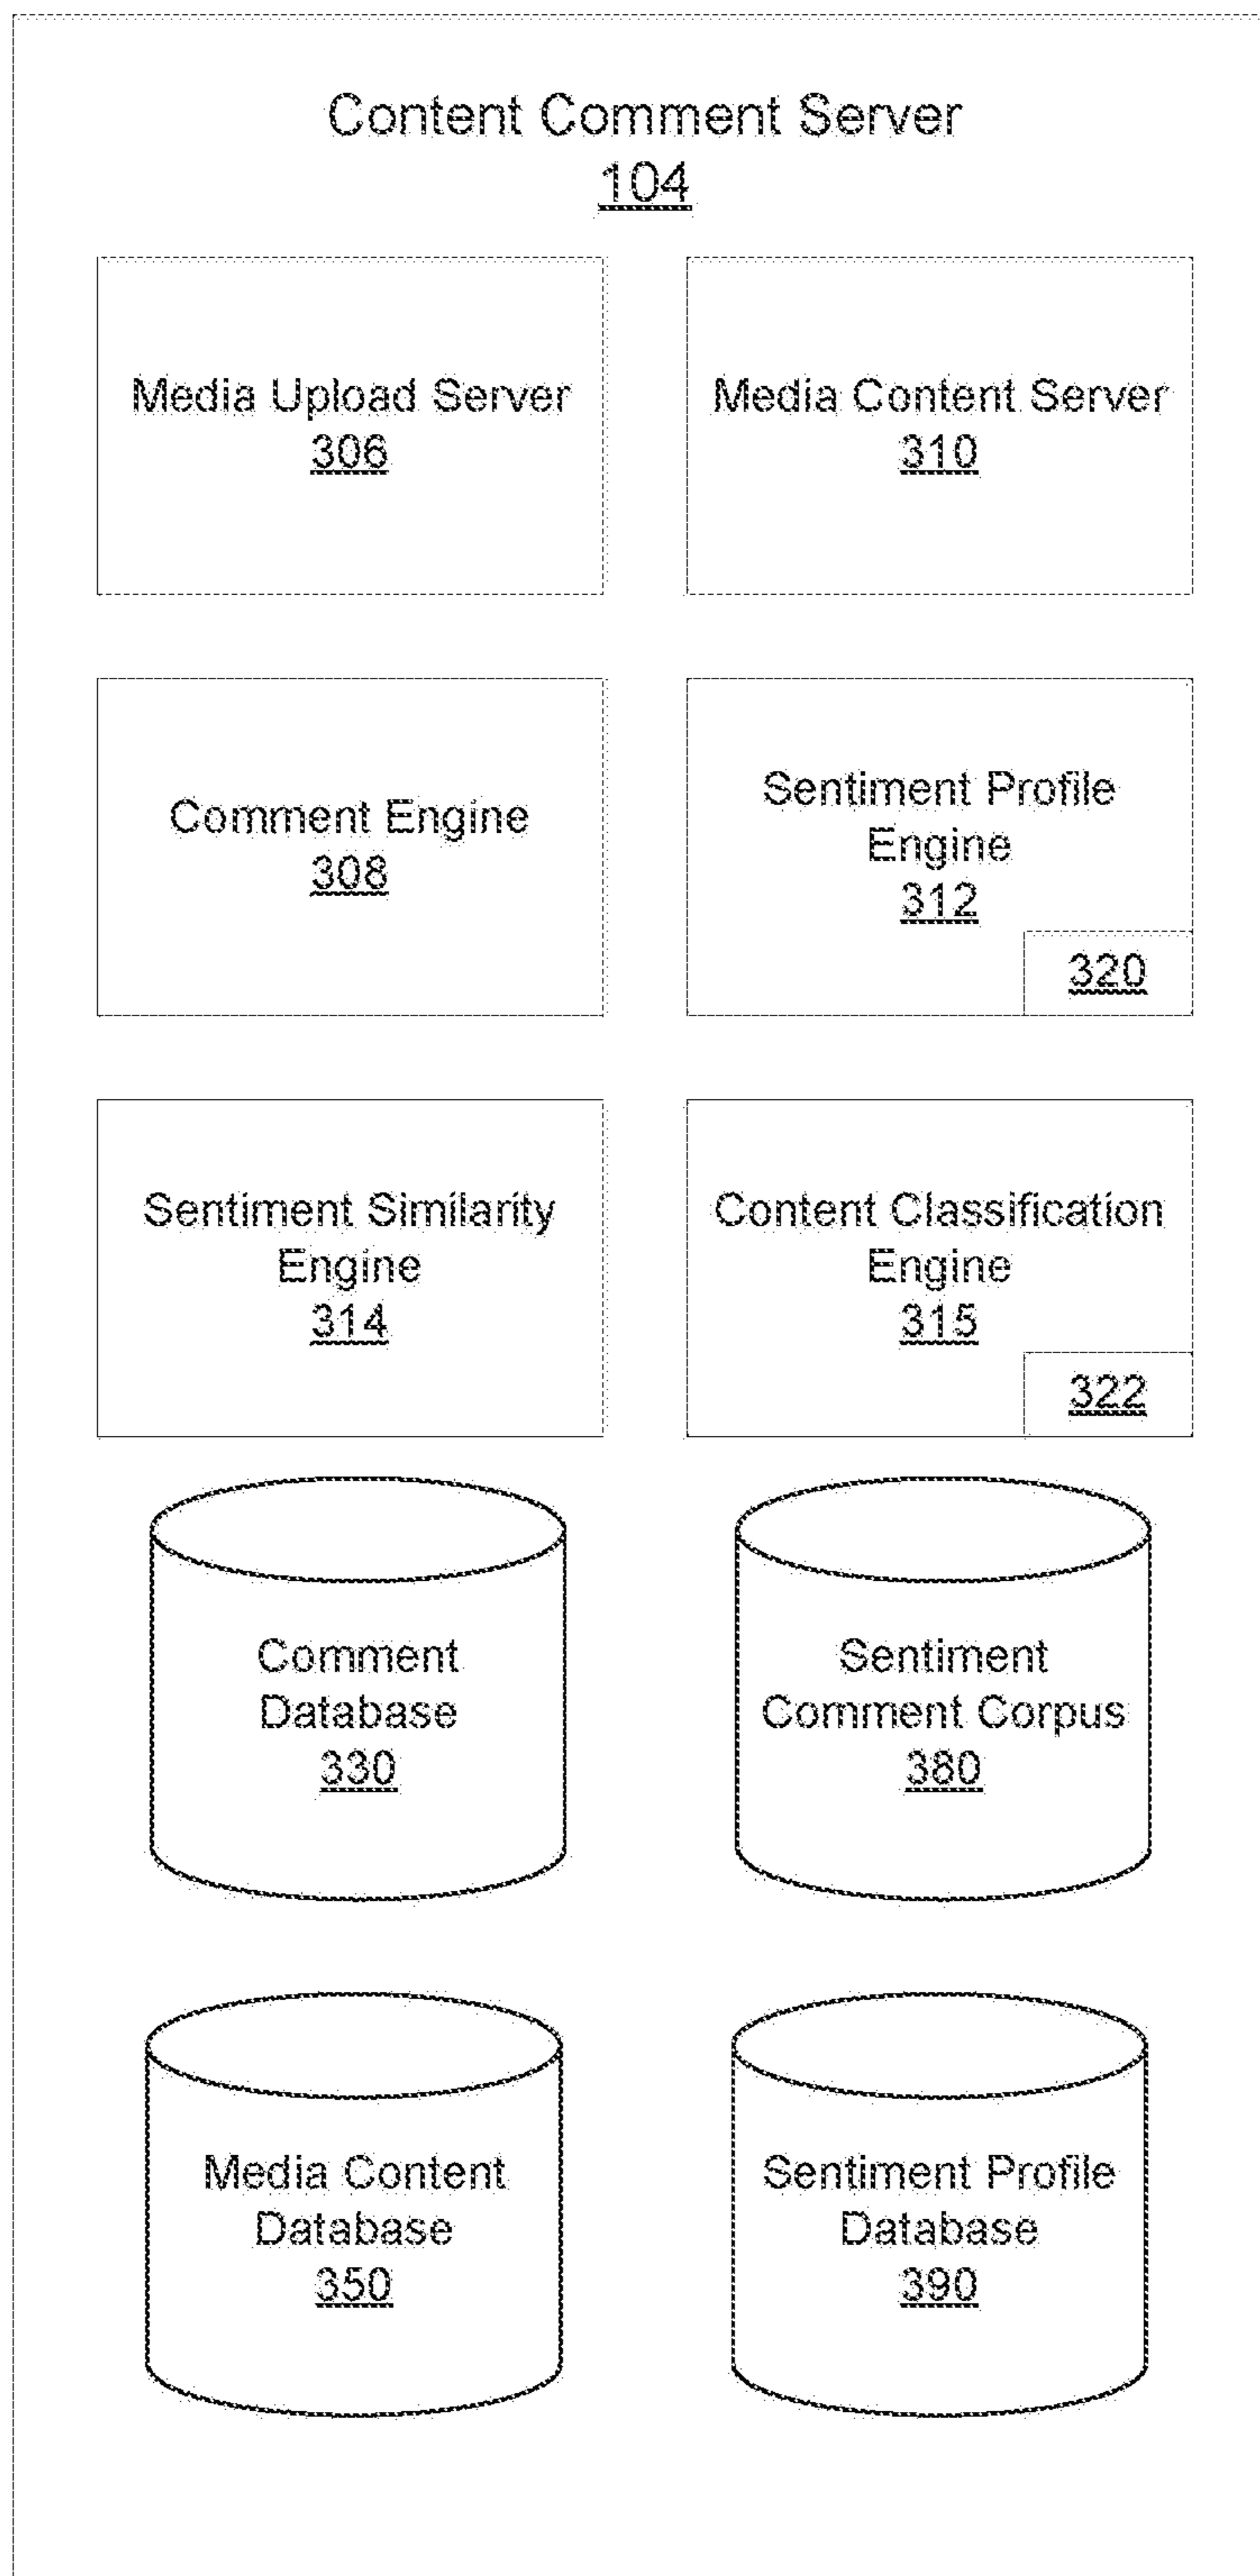 Content Comment Server
104
Media Upload Server
306
Media Content Server
310
Comment Engine
308
Sentiment Profile
Engine
312
320
Sentiment Similarity
Engine
314
Content Classification
Engine
315
322
Comment
Database
330
Sentiment
Comment Corpus
380
Media Content
Database
350
Sentiment Profile
Database
390